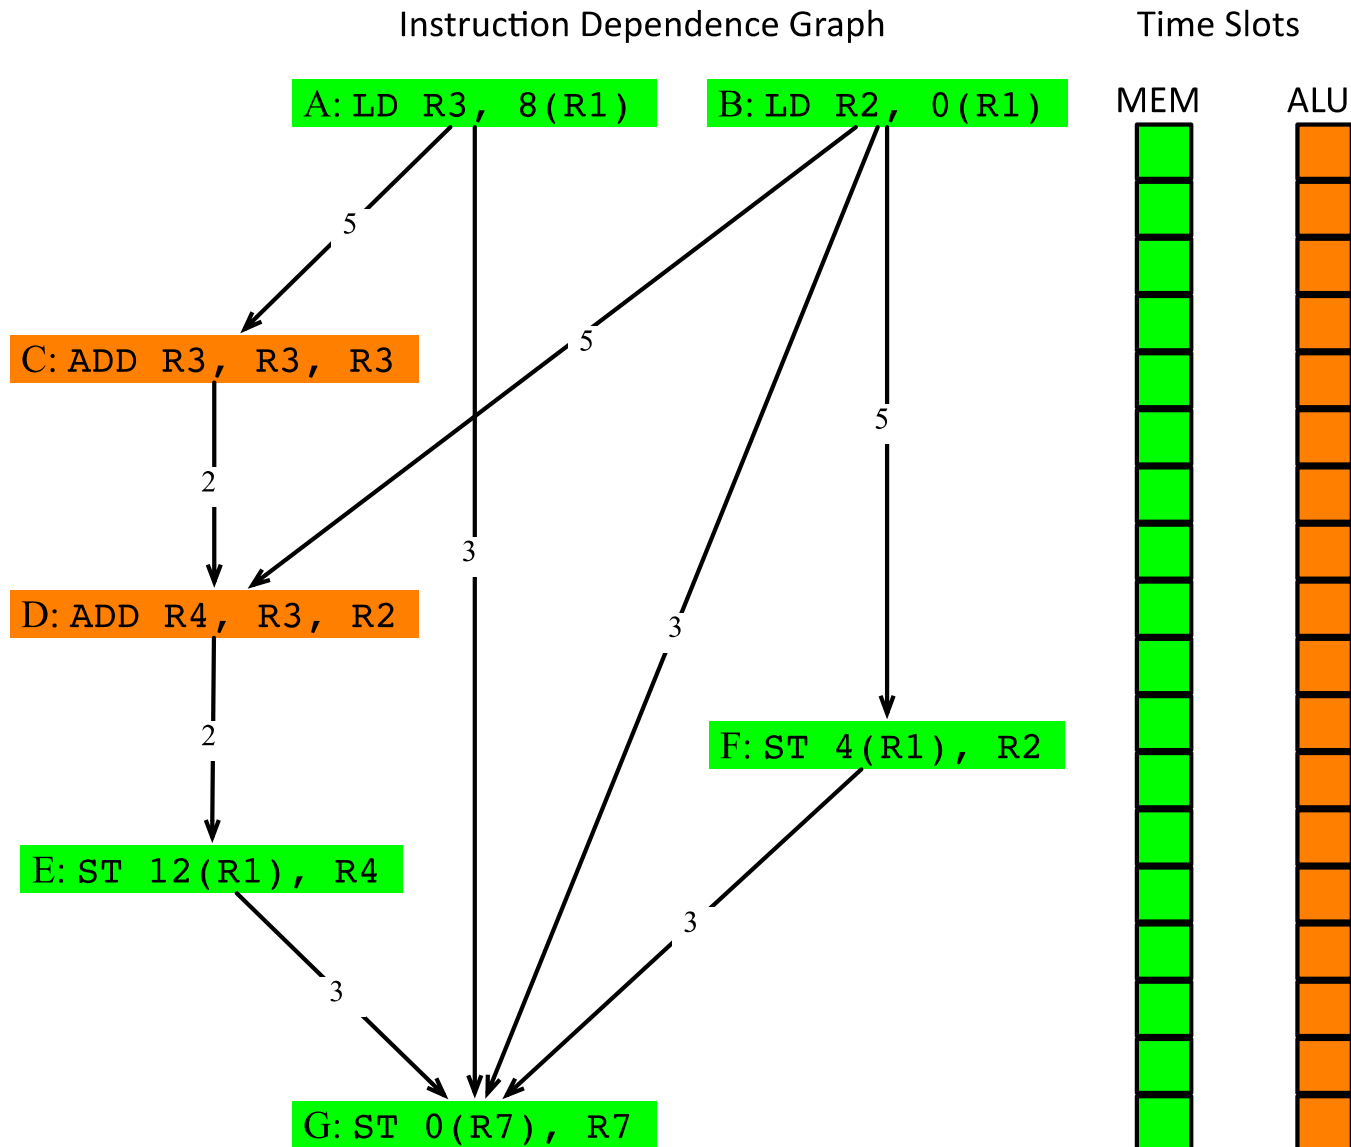 Instruction Dependence Graph
Time Slots
A: LD R3, 8(R1)
B: LD R2, 0(R1)
MEM
ALU
5
5
C: ADD R3, R3, R3
5
2
3
D: ADD R4, R3, R2
3
2
F: ST 4(R1), R2
E: ST 12(R1), R4
3
3
G: ST 0(R7), R7